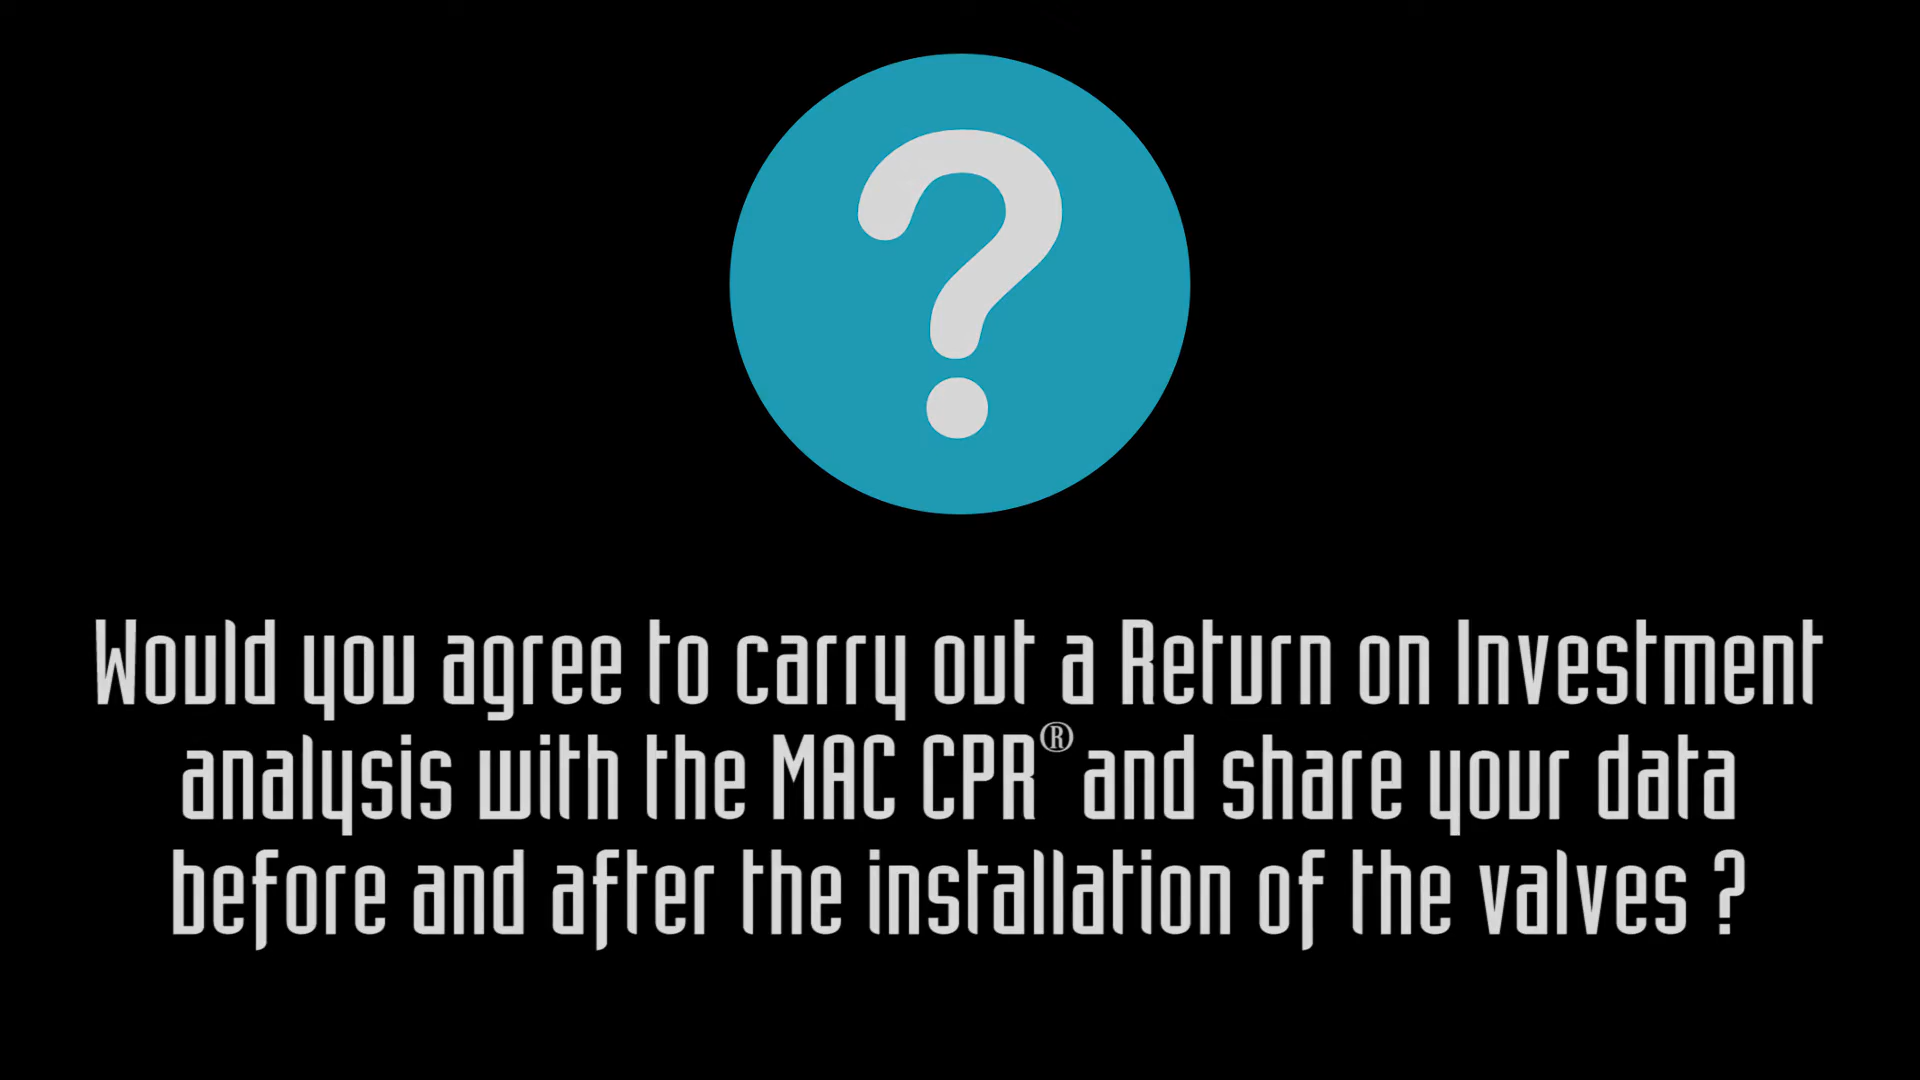 ?
Would you agree to carry out a Return on Investment
analysis with the MAC CPR® and share your data
before and after the installation of the valves ?